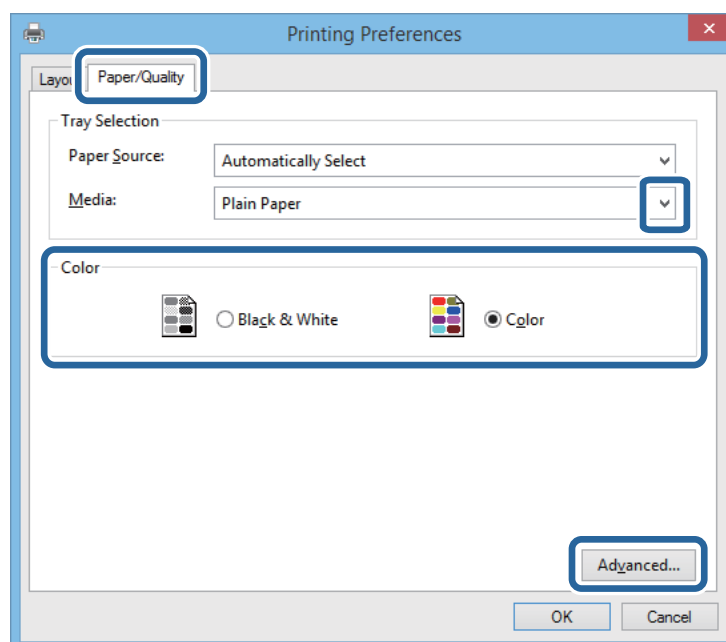 Printing Preferences
Layou
Paper/Quality
Tray Selection
Paper Source:
Automatically Select
Media:
Plain Paper
Color
Black & White
Color
Advanced...
OK
Cancel